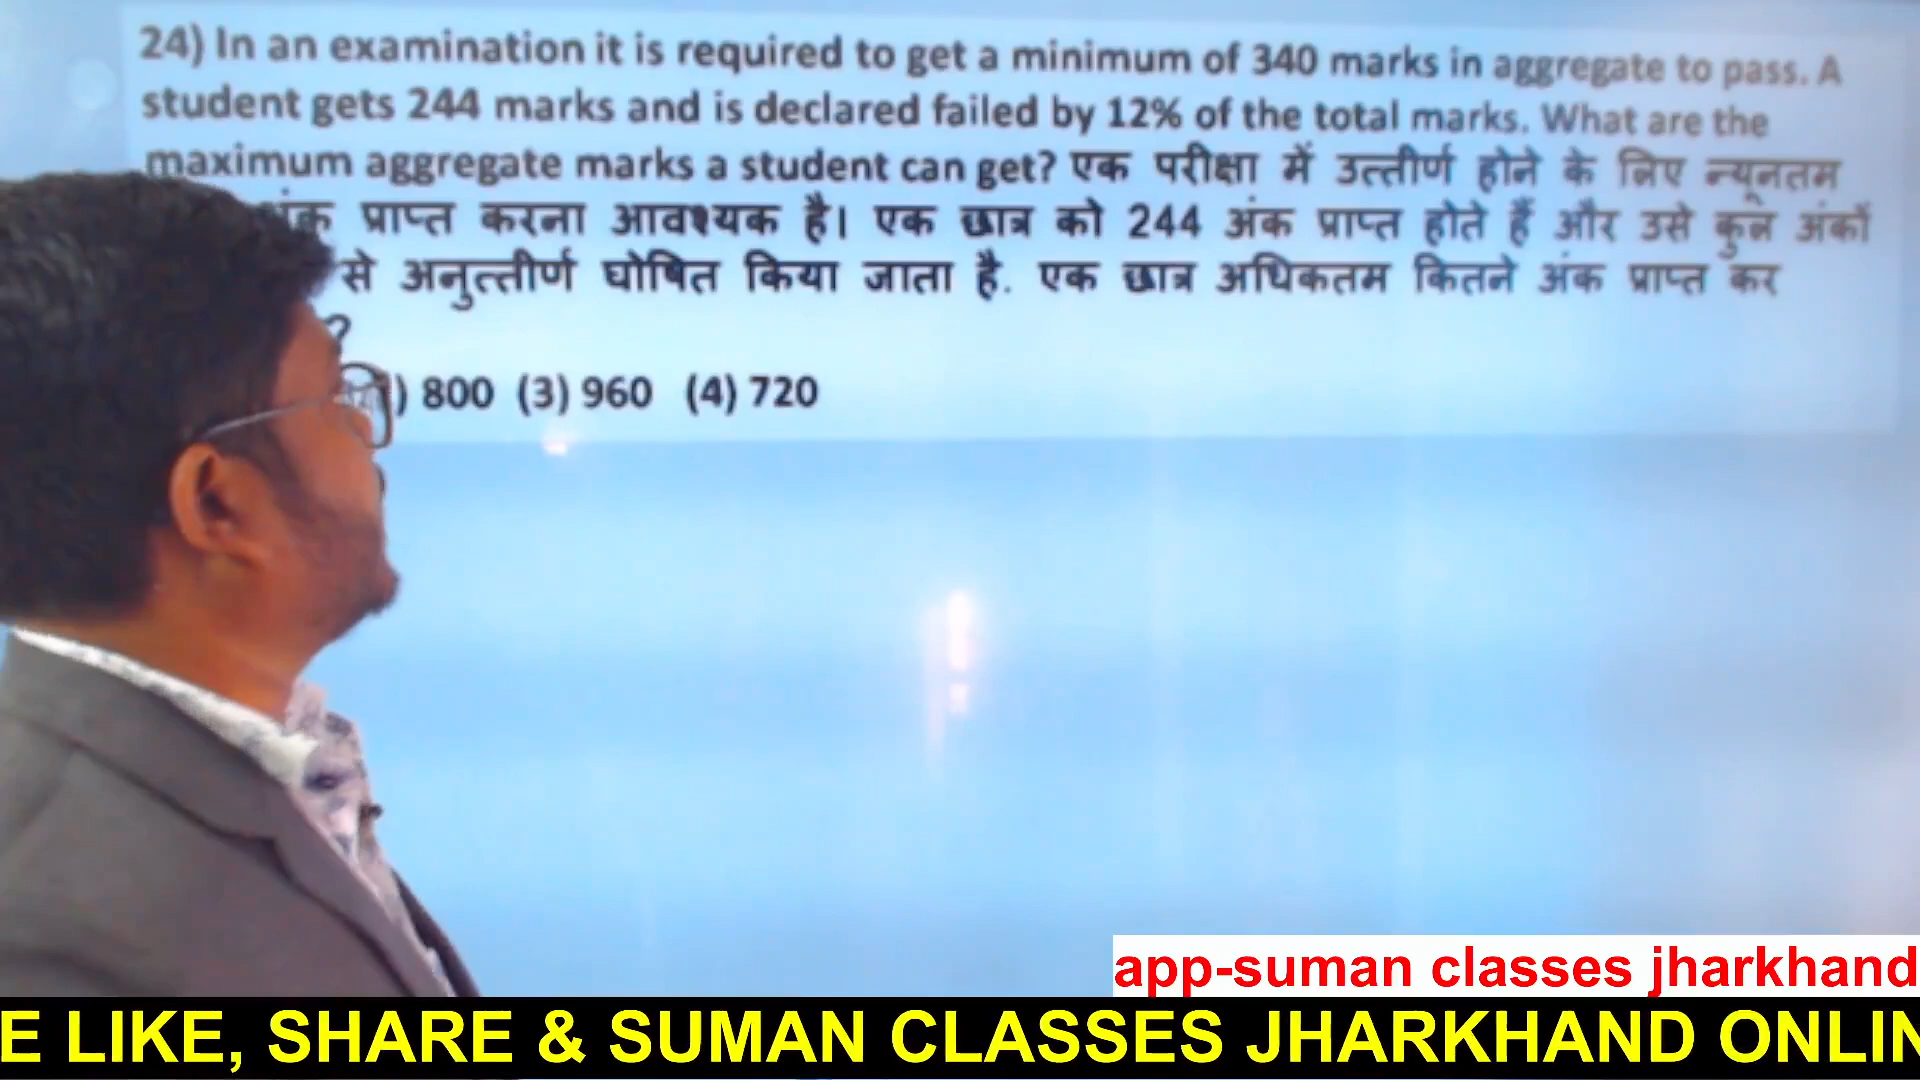 24) In an examination it is required to get a minimum of 340 marks in aggregate to pass. A
student gets 244 marks and is declared failed by 12% of the total marks. What are the
maximum aggregate marks a student can get? एक परीक्षा में उत्तीर्ण होने के लिए न्यूनतम
अंक प्राप्त करना आवश्यक है। एक छात्र को 244 अंक प्राप्त होते हैं और उसे कुल अंकों
से अनुत्तीर्ण घोषित किया जाता है. एक छात्र अधिकतम कितने अंक प्राप्त कर
?
) 800 (3) 960 (4) 720
app-suman classes jharkhand
E LIKE, SHARE & SUMAN CLASSES JHARKHAND ONLIN